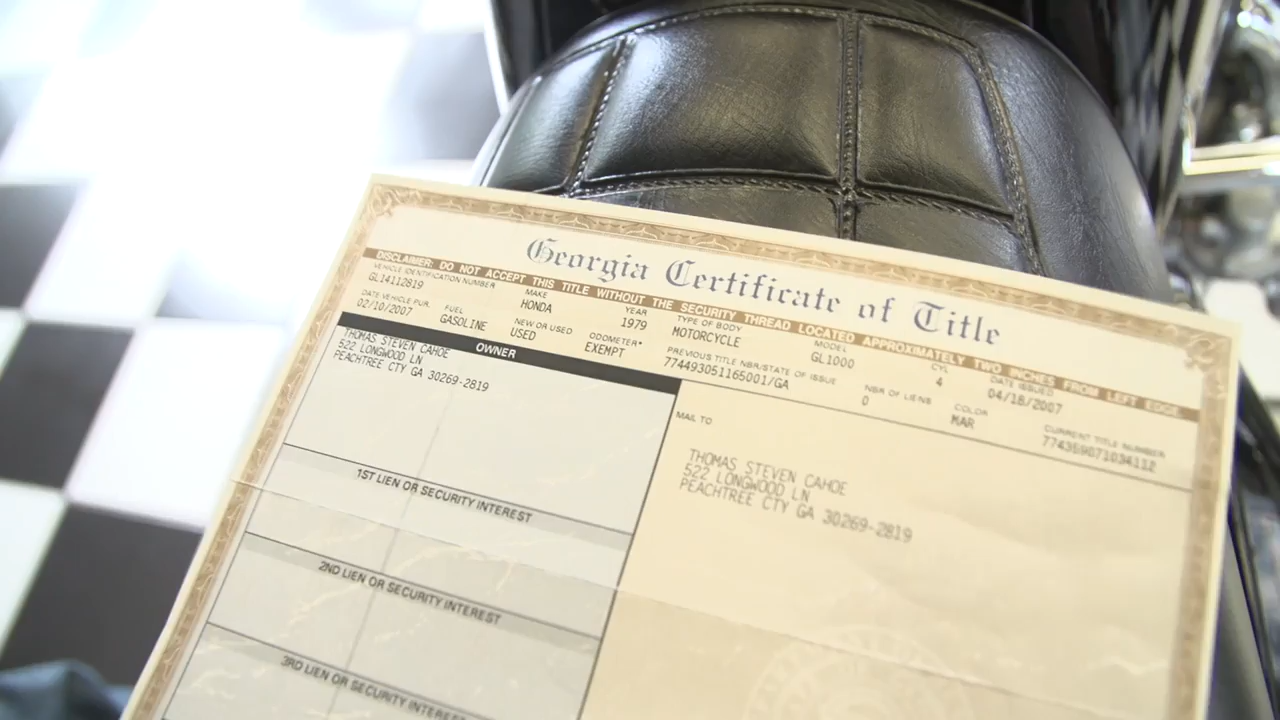 Georgia Certificate of Title
DISCLAIMER: DO NOT ACCEPT THIS TITLE WITHOUT THE SECURITY THREAD LOCATED APPROXIMATELY TWO INCHES FROM LEFT EDGE.
VEHICLE IDENTIFICATION NUMBER MAKE YEAR TYPE OF BODY MODEL CYL DATE ISSUED
GL14112819 HONDA 1979 MOTORCYCLE GL1000 4 04/18/2007
DATE VEHICLE PUR. FUEL NEW OR USED ODOMETER* PREVIOUS TITLE NBR/STATE OF ISSUE NBR OF LIENS COLOR CURRENT TITLE NUMBER
02/10/2007 GASOLINE USED EXEMPT 774493051165001/GA 0 MAR 774369071034112
OWNER
THOMAS STEVEN CAHOE
522 LONGWOOD LN
PEACHTREE CTY GA 30269-2819
MAIL TO
THOMAS STEVEN CAHOE
522 LONGWOOD LN
PEACHTREE CTY GA 30269-2819
1ST LIEN OR SECURITY INTEREST
2ND LIEN OR SECURITY INTEREST
3RD LIEN OR SECURITY INTEREST